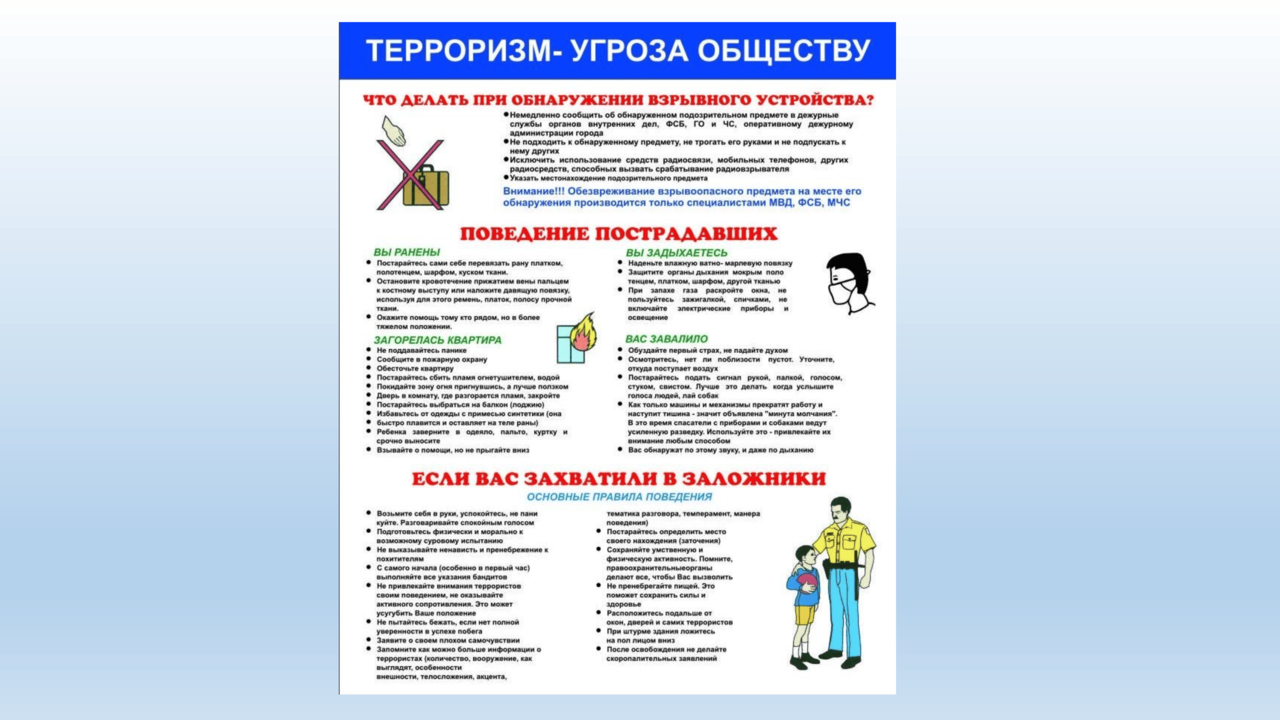 ТЕРРОРИЗМ- УГРОЗА ОБЩЕСТВУ
ЧТО ДЕЛАТЬ ПРИ ОБНАРУЖЕНИИ ВЗРЫВНОГО УСТРОЙСТВА?
●Немедленно сообщить об обнаруженном подозрительном предмете в дежурные
службы органов внутренних дел, ФСБ, ГО и ЧС, оперативному дежурному
администрации города
●Не подходить к обнаруженному предмету, не трогать его руками и не подпускать к
нему других
●Исключить использование средств радиосвязи, мобильных телефонов, других
радиосредств, способных вызвать срабатывание радиовзрывателя
●Указать местонахождение подозрительного предмета
Внимание!!! Обезвреживание взрывоопасного предмета на месте его
обнаружения производится только специалистами МВД, ФСБ, МЧС
ПОВЕДЕНИЕ ПОСТРАДАВШИХ
ВЫ РАНЕНЫ
● Постарайтесь сами себе перевязать рану платком,
полотенцем, шарфом, куском ткани.
● Остановите кровотечение прижатием вены пальцем
к костному выступу или наложите давящую повязку,
используя для этого ремень, платок, полосу прочной
ткани.
● Окажите помощь тому кто рядом, но в более
тяжелом положении.
ЗАГОРЕЛАСЬ КВАРТИРА
● Не поддавайтесь панике
● Сообщите в пожарную охрану
● Обесточьте квартиру
● Постарайтесь сбить пламя огнетушителем, водой
● Покидайте зону огня пригнувшись, а лучше ползком
● Дверь в комнату, где разгорается пламя, закройте
● Постарайтесь выбраться на балкон (лоджию)
● Избавьтесь от одежды с примесью синтетики (она
● быстро плавится и оставляет на теле раны)
● Ребенка заверните в одеяло, пальто, куртку и
срочно выносите
● Взывайте о помощи, но не прыгайте вниз
ВЫ ЗАДЫХАЕТЕСЬ
● Наденьте влажную ватно- марлевую повязку
● Защитите органы дыхания мокрым поло
тенцем, платком, шарфом, другой тканью
● При запахе газа раскройте окна, не
пользуйтесь зажигалкой, спичками, не
включайте электрические приборы и
освещение
ВАС ЗАВАЛИЛО
● Обуздайте первый страх, не падайте духом
● Осмотритесь, нет ли поблизости пустот. Уточните,
откуда поступает воздух
● Постарайтесь подать сигнал рукой, палкой, голосом,
стуком, свистом. Лучше это делать когда услышите
голоса людей, лай собак
● Как только машины и механизмы прекратят работу и
наступит тишина - значит объявлена "минута молчания".
В это время спасатели с приборами и собаками ведут
усиленную разведку. Используйте это - привлекайте их
внимание любым способом
● Вас обнаружат по этому звуку, и даже по дыханию
ЕСЛИ ВАС ЗАХВАТИЛИ В ЗАЛОЖНИКИ
ОСНОВНЫЕ ПРАВИЛА ПОВЕДЕНИЯ
● Возьмите себя в руки, успокойтесь, не пани
куйте. Разговаривайте спокойным голосом
● Подготовьтесь физически и морально к
возможному суровому испытанию
● Не выказывайте ненависть и пренебрежение к
похитителям
● С самого начала (особенно в первый час)
выполняйте все указания бандитов
● Не привлекайте внимания террористов
своим поведением, не оказывайте
активного сопротивления. Это может
усугубить Ваше положение
● Не пытайтесь бежать, если нет полной
уверенности в успехе побега
● Заявите о своем плохом самочувствии
● Запомните как можно больше информации о
террористах (количество, вооружение, как
выглядят, особенности
внешности, телосложения, акцента,
тематика разговора, темперамент, манера
поведения)
● Постарайтесь определить место
своего нахождения (заточения)
● Сохраняйте умственную и
физическую активность. Помните,
правоохранительныеорганы
делают все, чтобы Вас вызволить
● Не пренебрегайте пищей. Это
поможет сохранить силы и
здоровье
● Расположитесь подальше от
окон, дверей и самих террористов
● При штурме здания ложитесь
на пол лицом вниз
● После освобождения не делайте
скоропалительных заявлений